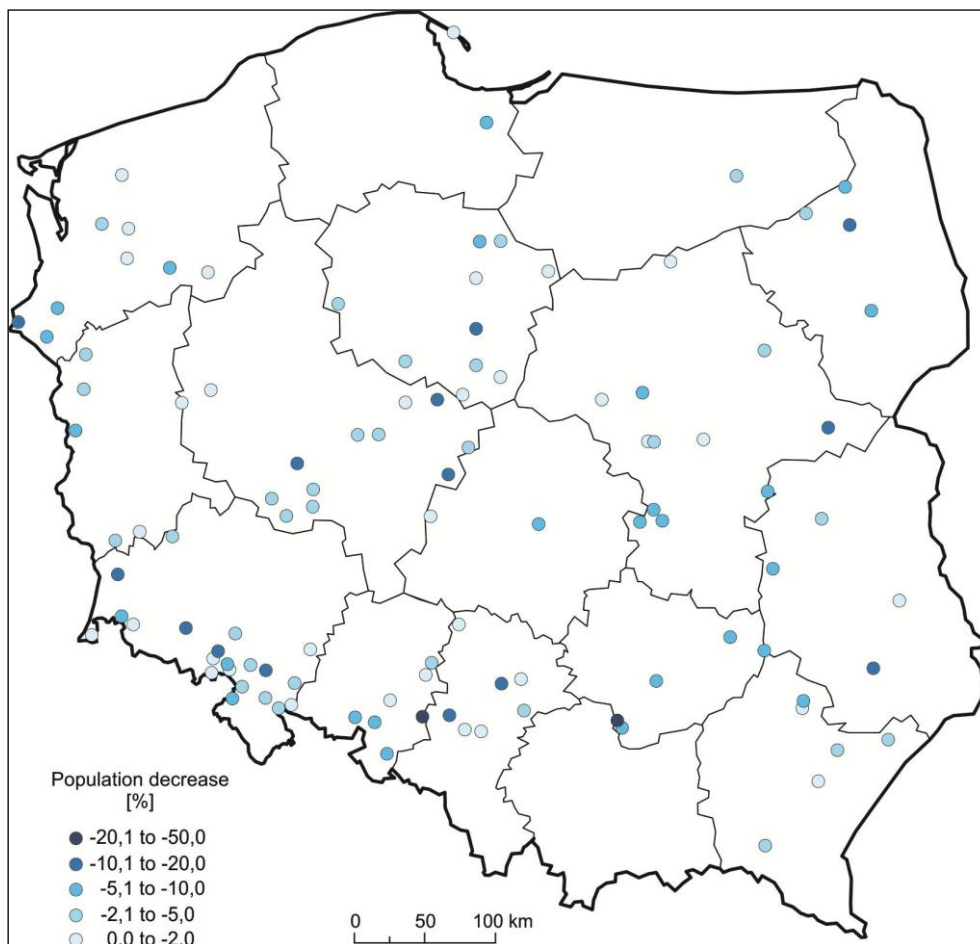 Population decrease
[%]
-20,1 to -50,0
-10,1 to -20,0
-5,1 to -10,0
-2,1 to -5,0
0,0 to -2,0
0 50 100 km